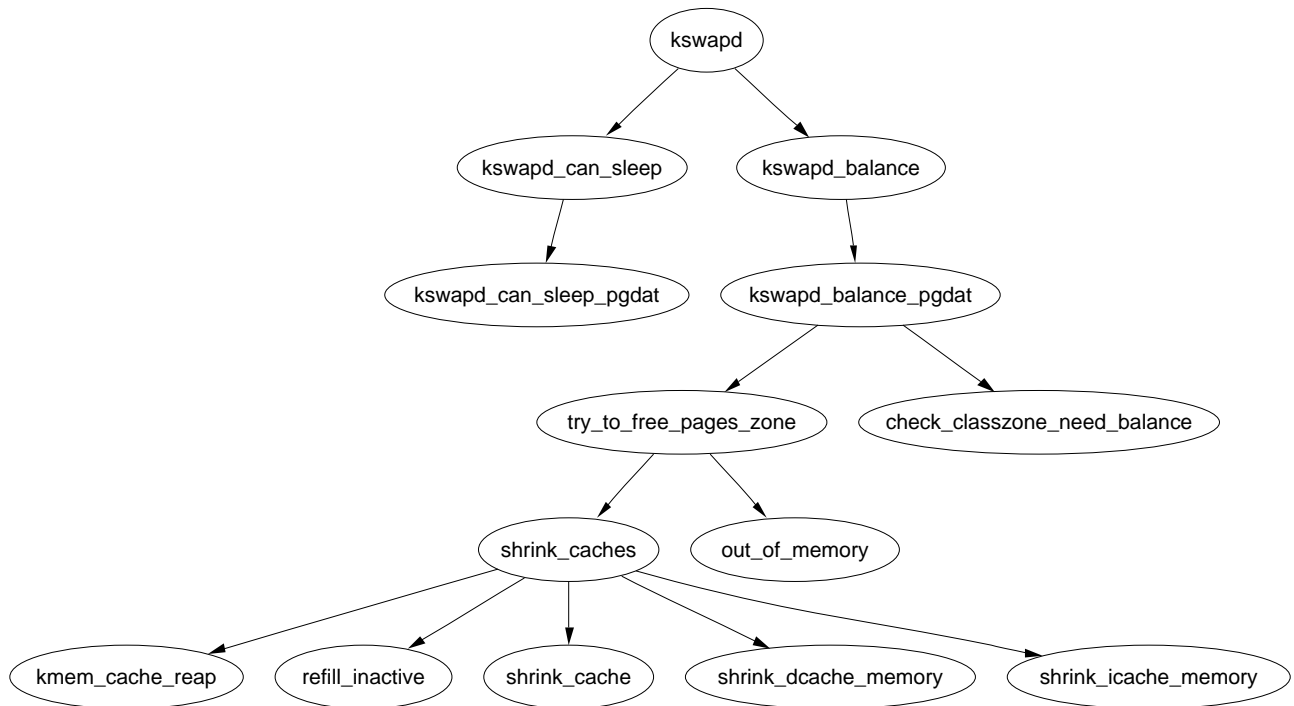 kswapd
kswapd_can_sleep
kswapd_balance
kswapd_can_sleep_pgdat
kswapd_balance_pgdat
try_to_free_pages_zone
check_classzone_need_balance
shrink_caches
out_of_memory
kmem_cache_reap
refill_inactive
shrink_cache
shrink_dcache_memory
shrink_icache_memory